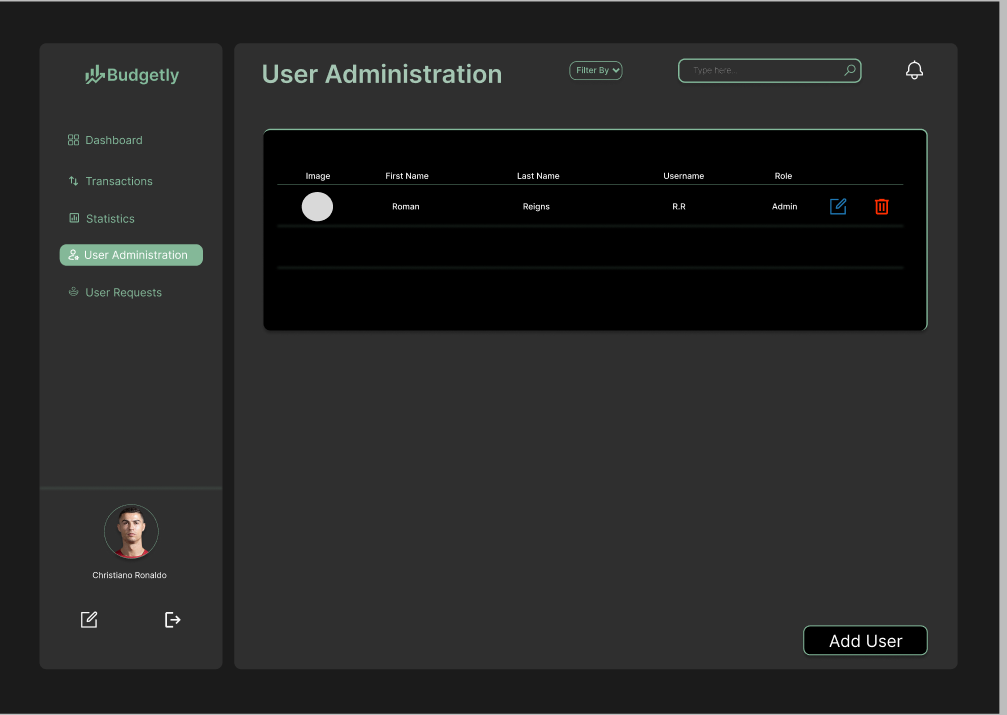 Budgetly
Dashboard
Transactions
Statistics
User Administration
User Requests
Christiano Ronaldo
User Administration
Filter By
Type here...
Image First Name Last Name Username Role
Roman Reigns R.R Admin
Add User